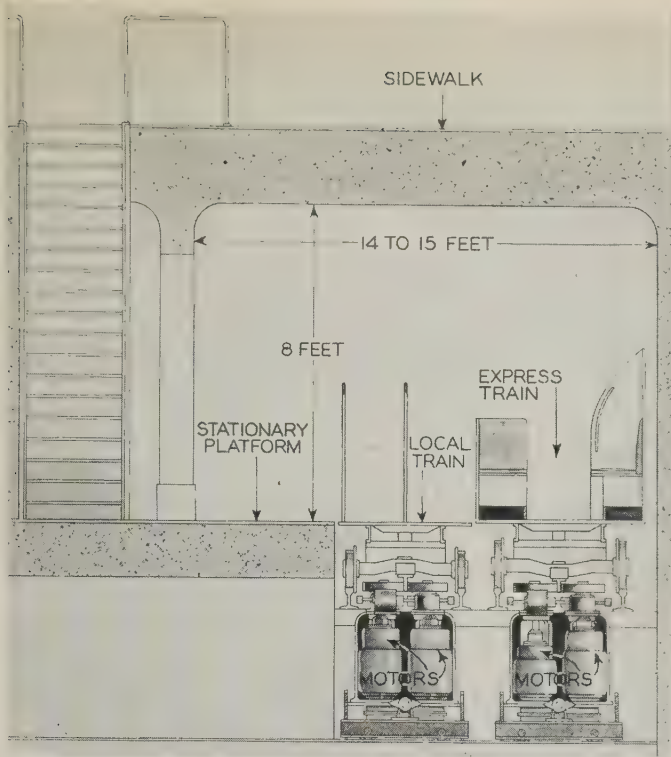 SIDEWALK
14 TO 15 FEET
8 FEET
EXPRESS
TRAIN
STATIONARY
PLATFORM
LOCAL
TRAIN
MOTORS
MOTORS